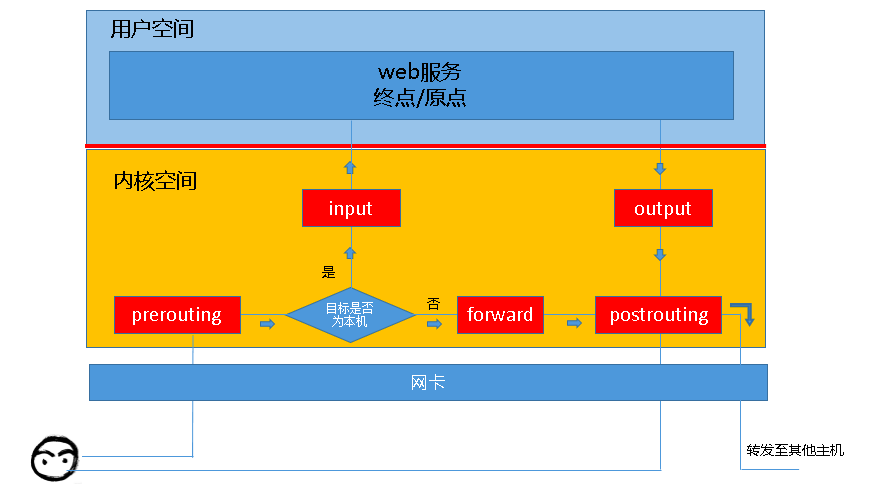 用户空间
web服务
终点/原点
内核空间
input
output
是
否
prerouting
目标是否
为本机
forward
postrouting
网卡
转发至其他主机